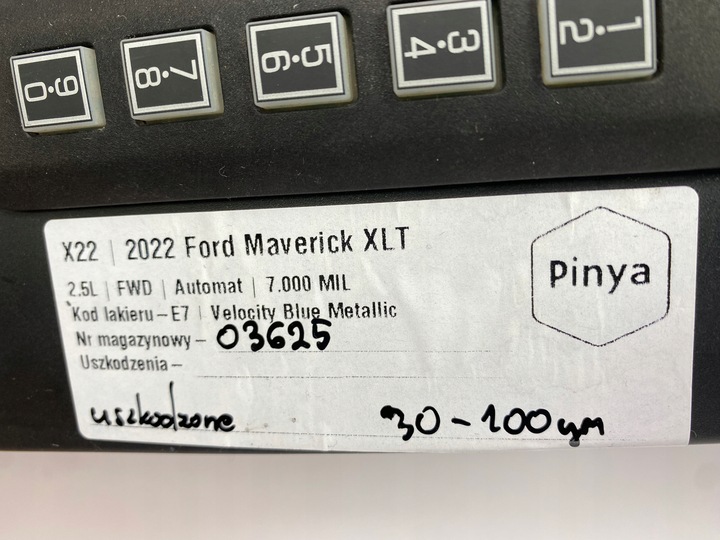 9•0 7•8 5•6 3•4 1•2
X22 | 2022 Ford Maverick XLT
Pinya
2.5L | FWD | Automat | 7.000 MIL
Kod lakieru – E7 | Velocity Blue Metallic
Nr magazynowy – 03625
Uszkodzenia –
uszkodzone 30-100